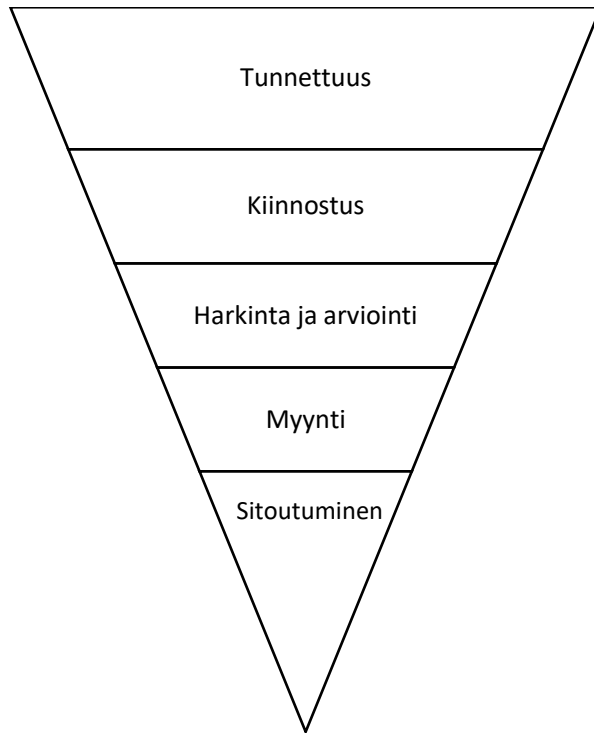 Tunnettuus
Kiinnostus
Harkinta ja arviointi
Myynti
Sitoutuminen